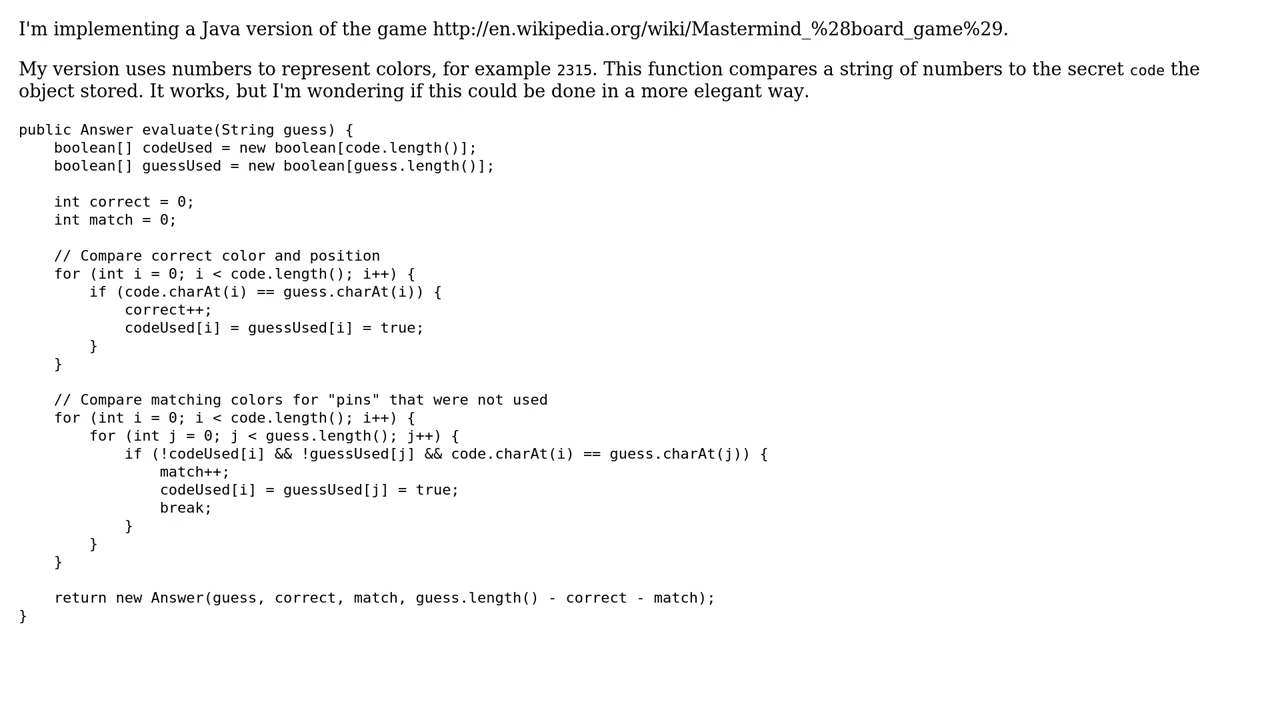 I'm implementing a Java version of the game http://en.wikipedia.org/wiki/Mastermind_%28board_game%29.
My version uses numbers to represent colors, for example 2315. This function compares a string of numbers to the secret code the
object stored. It works, but I'm wondering if this could be done in a more elegant way.
public Answer evaluate(String guess) {
    boolean[] codeUsed = new boolean[code.length()];
    boolean[] guessUsed = new boolean[guess.length()];

    int correct = 0;
    int match = 0;

    // Compare correct color and position
    for (int i = 0; i < code.length(); i++) {
        if (code.charAt(i) == guess.charAt(i)) {
            correct++;
            codeUsed[i] = guessUsed[i] = true;
        }
    }

    // Compare matching colors for "pins" that were not used
    for (int i = 0; i < code.length(); i++) {
        for (int j = 0; j < guess.length(); j++) {
            if (!codeUsed[i] && !guessUsed[j] && code.charAt(i) == guess.charAt(j)) {
                match++;
                codeUsed[i] = guessUsed[j] = true;
                break;
            }
        }
    }

    return new Answer(guess, correct, match, guess.length() - correct - match);
}